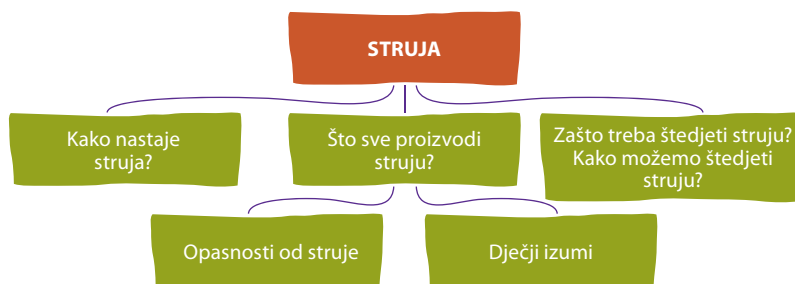 STRUJA
Kako nastaje
struja?
Što sve proizvodi
struju?
Zašto treba štedjeti struju?
Kako možemo štedjeti
struju?
Opasnosti od struje
Dječji izumi